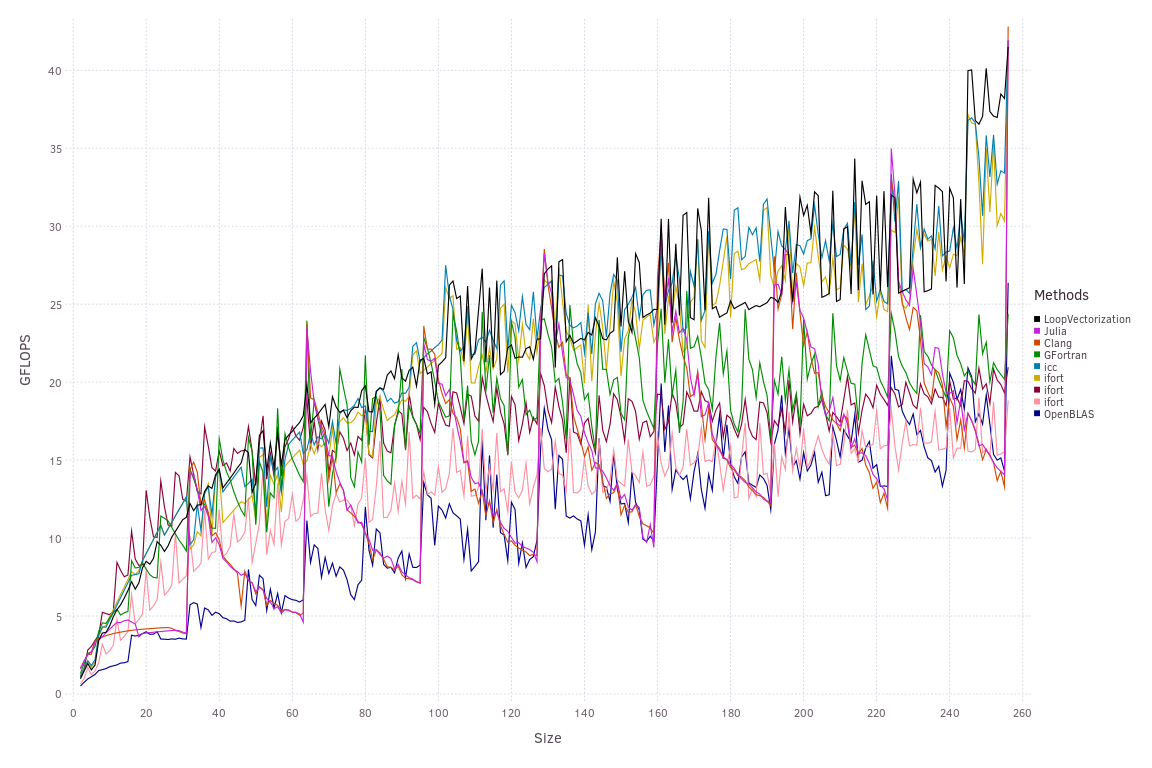 GFLOPS
40
35
30
25
20
15
10
5
0
0 20 40 60 80 100 120 140 160 180 200 220 240 260
Size
Methods
LoopVectorization
Julia
Clang
GFortran
icc
ifort
ifort
ifort
OpenBLAS